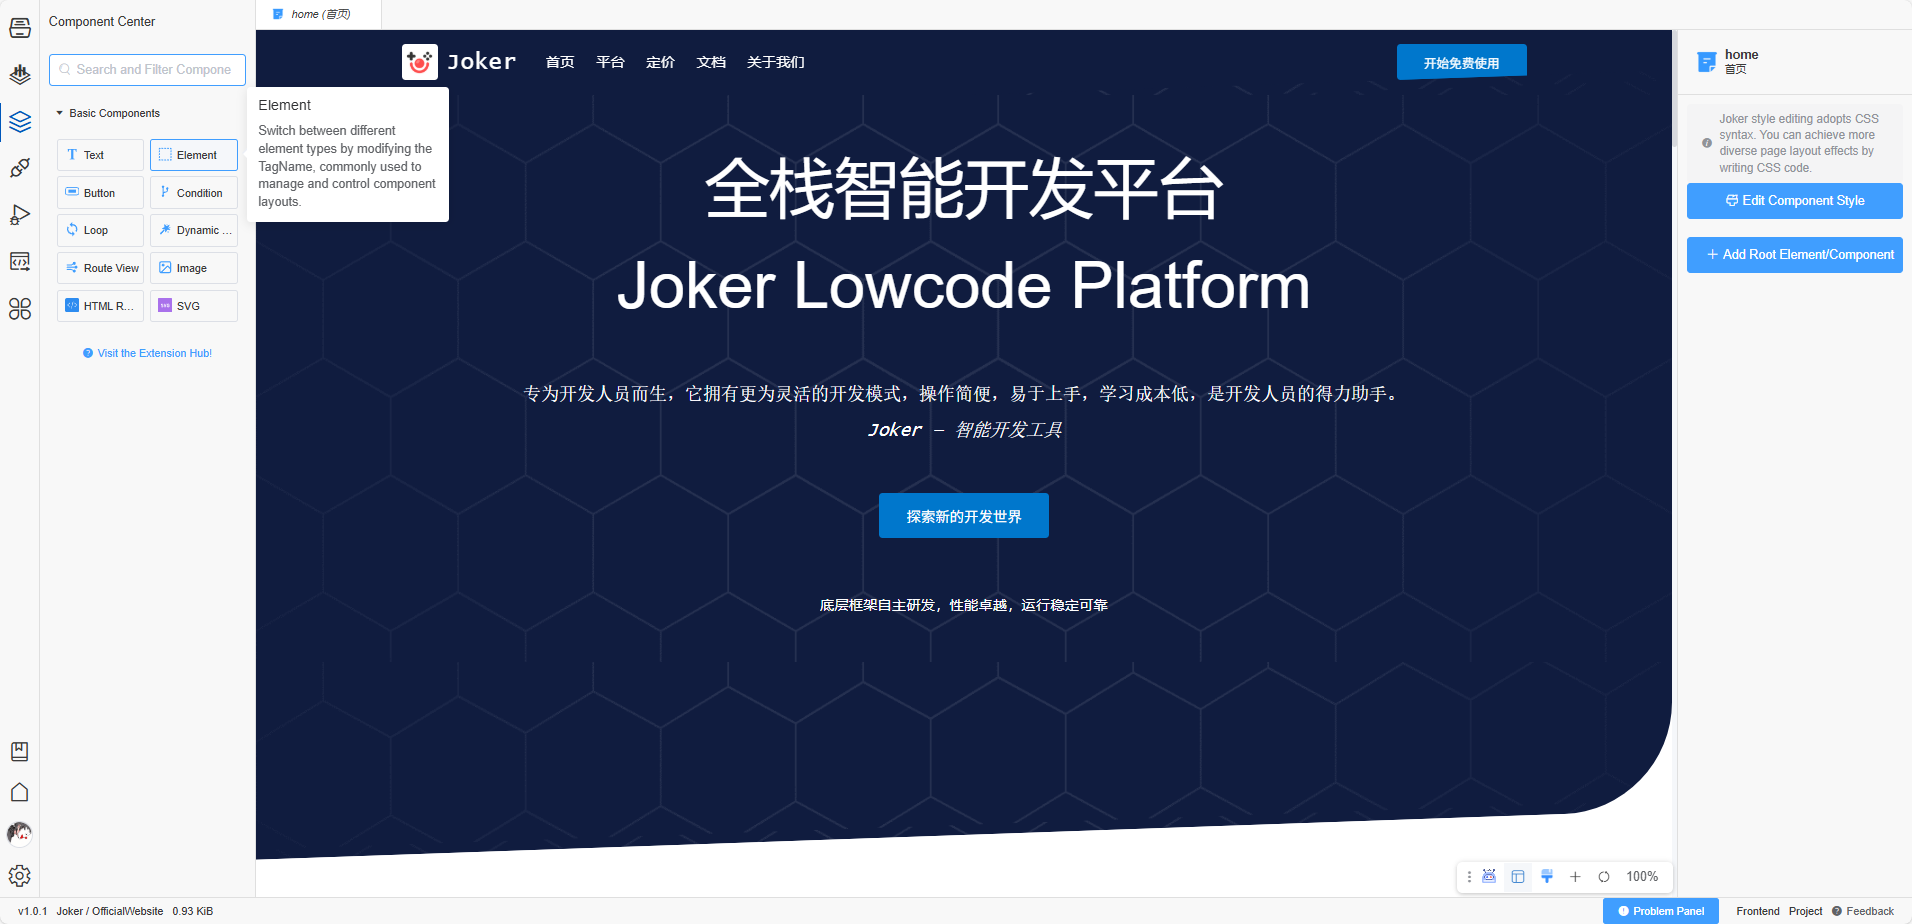 Component Center
home (首页)
Search and Filter Compone
Basic Components
Text
Element
Button
Condition
Loop
Dynamic ...
Route View
Image
HTML R...
SVG
Visit the Extension Hub!
Element
Switch between different
element types by modifying the
TagName, commonly used to
manage and control component
layouts.
Joker
首页
平台
定价
文档
关于我们
开始免费使用
全栈智能开发平台
Joker Lowcode Platform
专为开发人员而生，它拥有更为灵活的开发模式，操作简便，易于上手，学习成本低，是开发人员的得力助手。
Joker — 智能开发工具
探索新的开发世界
底层框架自主研发，性能卓越，运行稳定可靠
home
首页
Joker style editing adopts CSS
syntax. You can achieve more
diverse page layout effects by
writing CSS code.
Edit Component Style
Add Root Element/Component
100%
v1.0.1
Joker / OfficialWebsite
0.93 KiB
Problem Panel
Frontend
Project
Feedback